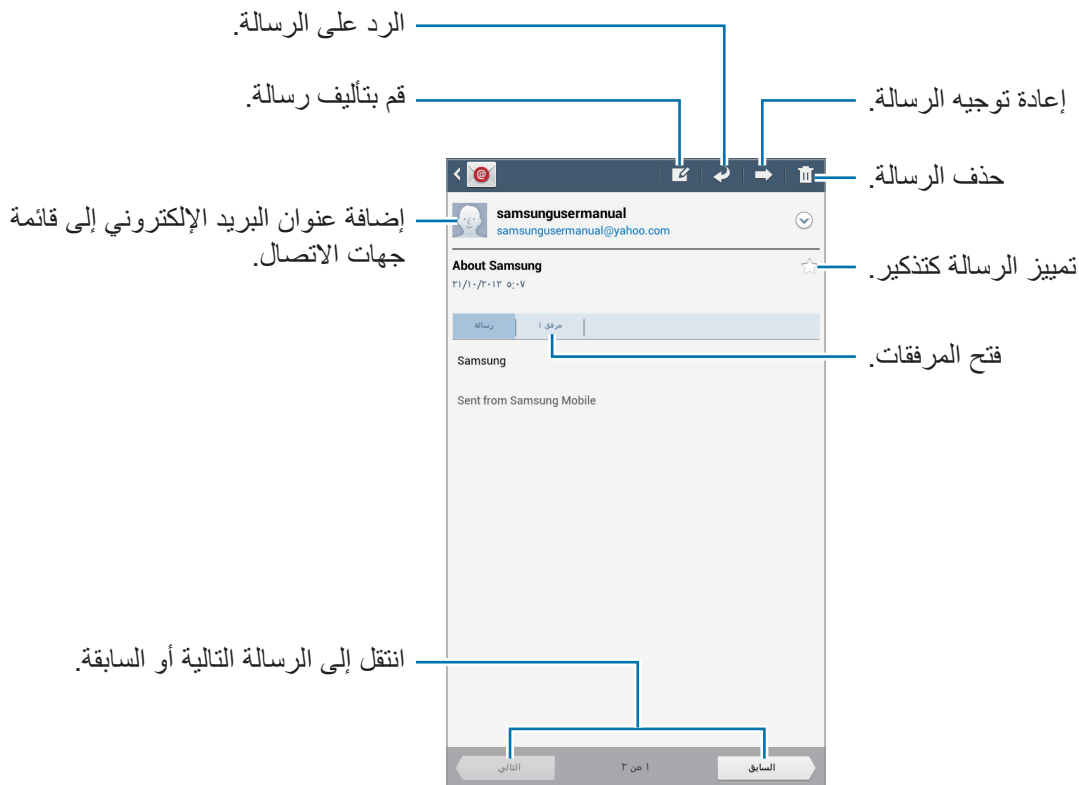 الرد على الرسالة.
قم بتأليف رسالة.
إعادة توجيه الرسالة.
حذف الرسالة.
إضافة عنوان البريد الإلكتروني إلى قائمة
جهات الاتصال.
samsungusermanual
samsungusermanual@yahoo.com
About Samsung
٢١/١٠/٢٠١٣ ٥:٠٧
تمييز الرسالة كتذكير.
رسالة
مرفق ١
فتح المرفقات.
Samsung
Sent from Samsung Mobile
انتقل إلى الرسالة التالية أو السابقة.
السابق
١ من ٣
التالي